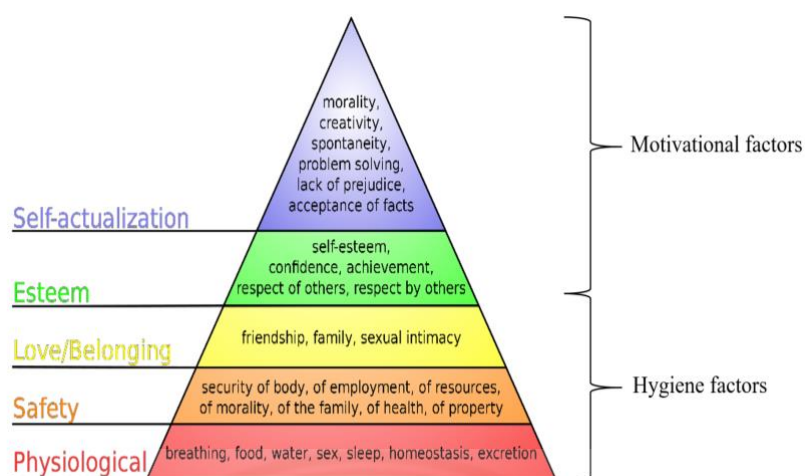 morality,
creativity,
spontaneity,
problem solving,
lack of prejudice,
acceptance of facts
Motivational factors
Self-actualization
self-esteem,
confidence, achievement,
respect of others, respect by others
Esteem
friendship, family, sexual intimacy
Love/Belonging
security of body, of employment, of resources,
of morality, of the family, of health, of property
Hygiene factors
Safety
breathing, food, water, sex, sleep, homeostasis, excretion
Physiological